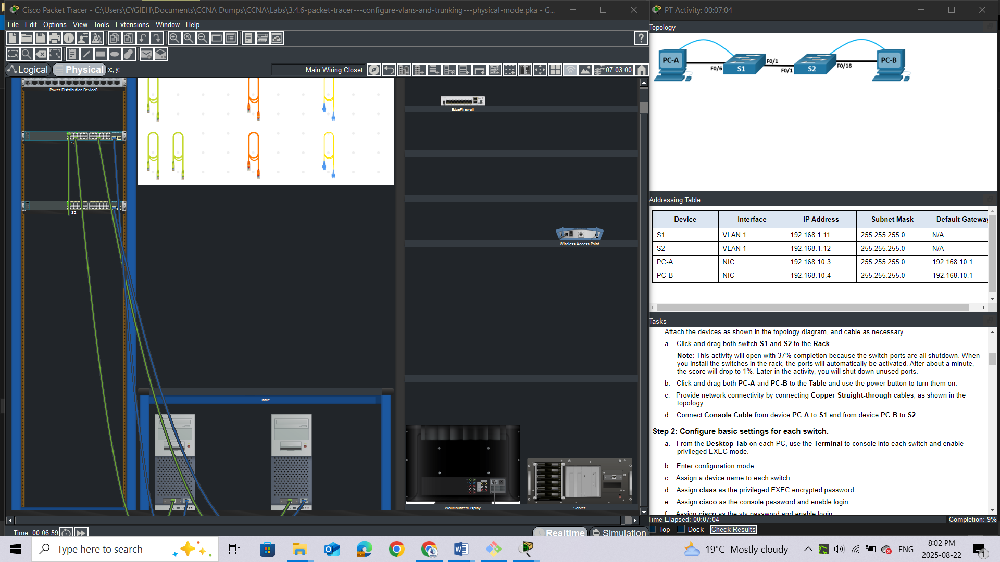 Cisco Packet Tracer - C:\Users\CYGIEH\Documents\CCNA Dumps\CCNA\Labs\3.4.6-packet-tracer---configure-vlans-and-trunking---physical-mode.pka - G...
File Edit Options View Tools Extensions Window Help
?
Logical Physical x:, y:
Main Wiring Closet
07:03:00
Power Distribution Device0
EdgeFirewall
S2
Wireless Access Point
Table
WallMountedDisplay
Server
Time: 00:06:59
Realtime Simulation
PT Activity: 00:07:04
Topology
PC-A
F0/6
S1
F0/1
F0/1
S2
F0/18
PC-B
Addressing Table
Device Interface IP Address Subnet Mask Default Gateway
S1 VLAN 1 192.168.1.11 255.255.255.0 N/A
S2 VLAN 1 192.168.1.12 255.255.255.0 N/A
PC-A NIC 192.168.10.3 255.255.255.0 192.168.10.1
PC-B NIC 192.168.10.4 255.255.255.0 192.168.10.1
Tasks
Attach the devices as shown in the topology diagram, and cable as necessary.
a. Click and drag both switch S1 and S2 to the Rack.
Note: This activity will open with 37% completion because the switch ports are all shutdown. When
you install the switches in the rack, the ports will automatically be activated. After about a minute,
the score will drop to 1%. Later in the activity, you will shut down unused ports.
b. Click and drag both PC-A and PC-B to the Table and use the power button to turn them on.
c. Provide network connectivity by connecting Copper Straight-through cables, as shown in the
topology.
d. Connect Console Cable from device PC-A to S1 and from device PC-B to S2.
Step 2: Configure basic settings for each switch.
a. From the Desktop Tab on each PC, use the Terminal to console into each switch and enable
privileged EXEC mode.
b. Enter configuration mode.
c. Assign a device name to each switch.
d. Assign class as the privileged EXEC encrypted password.
e. Assign cisco as the console password and enable login.
f. Assign cisco as the vty password and enable login.
Time Elapsed: 00:07:04
Completion: 9%
Top Dock Check Results
Type here to search
19°C Mostly cloudy
ENG
8:02 PM
2025-08-22
1